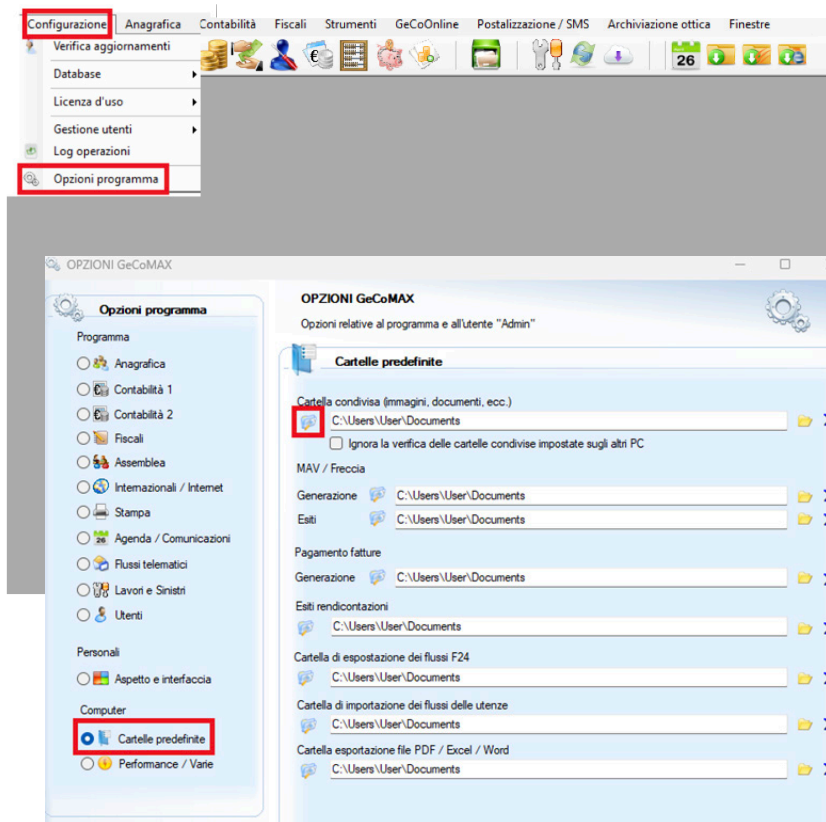 Configurazione Anagrafica Contabilità Fiscali Strumenti GeCoOnline Postalizzazione / SMS Archiviazione ottica Finestre
Verifica aggiornamenti
26
Database
Licenza d'uso
Gestione utenti
Log operazioni
Opzioni programma
OPZIONI GeCoMAX
Opzioni programma
Programma
Anagrafica
Contabilità 1
Contabilità 2
Fiscali
Assemblea
Internazionali / Internet
Stampa
26 Agenda / Comunicazioni
Flussi telematici
Lavori e Sinistri
Utenti
Personali
Aspetto e interfaccia
Computer
Cartelle predefinite
Performance / Varie
OPZIONI GeCoMAX
Opzioni relative al programma e all'utente "Admin"
Cartelle predefinite
Cartella condivisa (immagini, documenti, ecc.)
C:\Users\User\Documents
Ignora la verifica delle cartelle condivise impostate sugli altri PC
MAV / Freccia
Generazione C:\Users\User\Documents
Esiti C:\Users\User\Documents
Pagamento fatture
Generazione C:\Users\User\Documents
Esiti rendicontazioni
C:\Users\User\Documents
Cartella di espostazione dei flussi F24
C:\Users\User\Documents
Cartella di importazione dei flussi delle utenze
C:\Users\User\Documents
Cartella esportazione file PDF / Excel / Word
C:\Users\User\Documents